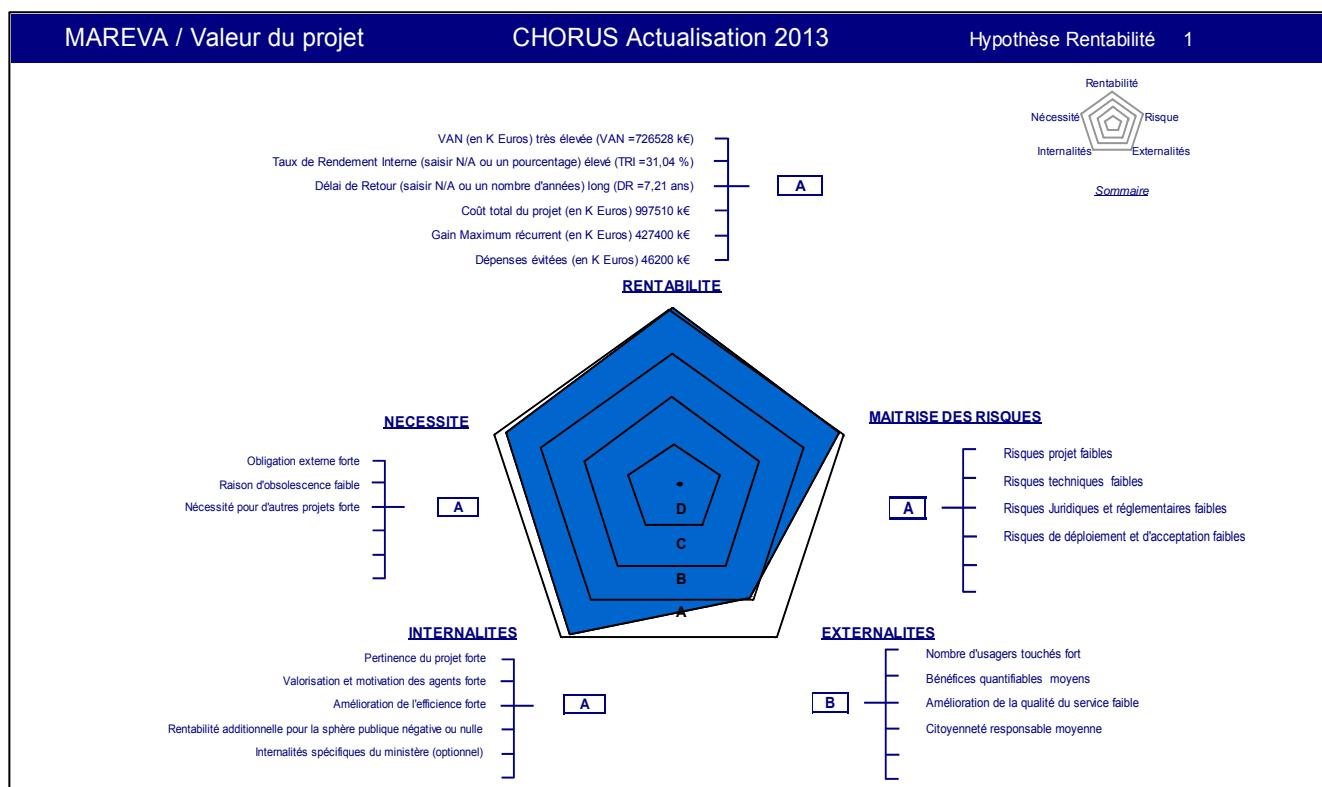 MAREVA / Valeur du projet
CHORUS Actualisation 2013
Hypothèse Rentabilité 1
Rentabilité
Nécessité
Risque
Internalités
Externalités
Sommaire
VAN (en K Euros) très élevée (VAN =726528 k€)
Taux de Rendement Interne (saisir N/A ou un pourcentage) élevé (TRI =31,04 %)
Délai de Retour (saisir N/A ou un nombre d'années) long (DR =7,21 ans)
Coût total du projet (en K Euros) 997510 k€
Gain Maximum récurrent (en K Euros) 427400 k€
Dépenses évitées (en K Euros) 46200 k€
A
RENTABILITE
NECESSITE
Obligation externe forte
Raison d'obsolescence faible
Nécessité pour d'autres projets forte
A
MAITRISE DES RISQUES
Risques projet faibles
Risques techniques faibles
Risques Juridiques et réglementaires faibles
Risques de déploiement et d'acceptation faibles
A
D
C
B
A
INTERNALITES
Pertinence du projet forte
Valorisation et motivation des agents forte
Amélioration de l'efficience forte
Rentabilité additionnelle pour la sphère publique négative ou nulle
Internalités spécifiques du ministère (optionnel)
A
EXTERNALITES
Nombre d'usagers touchés fort
Bénéfices quantifiables moyens
Amélioration de la qualité du service faible
Citoyenneté responsable moyenne
B